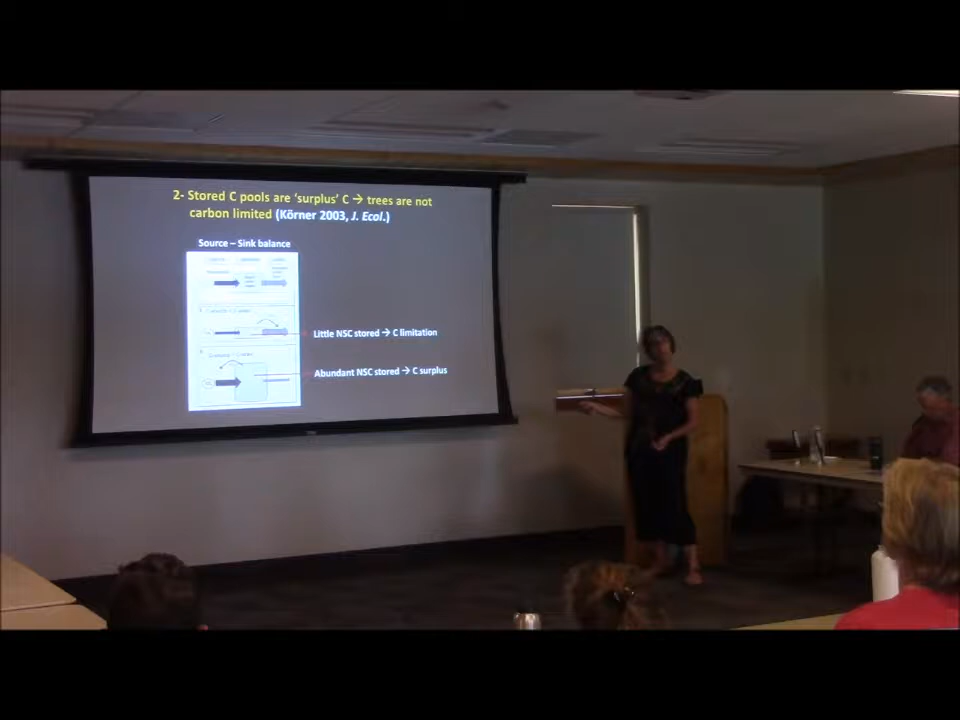 2- Stored C pools are 'surplus' C → trees are not
carbon limited (Körner 2003, J. Ecol.)
Source – Sink balance
Little NSC stored → C limitation
Abundant NSC stored → C surplus